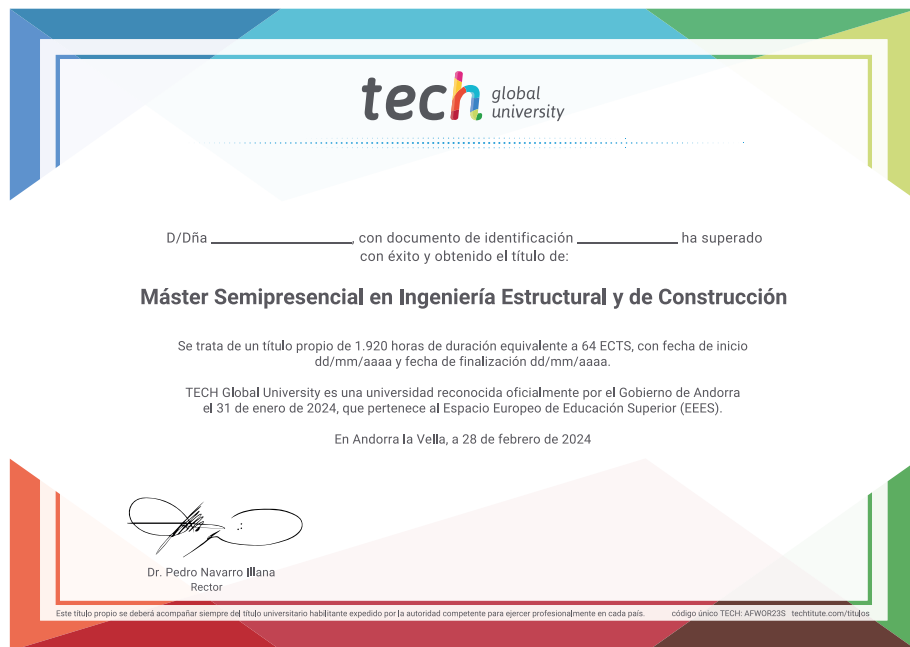 tech global university
D/Dña ______________, con documento de identificación __________ ha superado
con éxito y obtenido el título de:
Máster Semipresencial en Ingeniería Estructural y de Construcción
Se trata de un título propio de 1.920 horas de duración equivalente a 64 ECTS, con fecha de inicio
dd/mm/aaaa y fecha de finalización dd/mm/aaaa.
TECH Global University es una universidad reconocida oficialmente por el Gobierno de Andorra
el 31 de enero de 2024, que pertenece al Espacio Europeo de Educación Superior (EEES).
En Andorra la Vella, a 28 de febrero de 2024
Dr. Pedro Navarro Illana
Rector
Este título propio se deberá acompañar siempre del título universitario habilitante expedido por la autoridad competente para ejercer profesionalmente en cada país. código único TECH: AFWOR23S techtitute.com/titulos